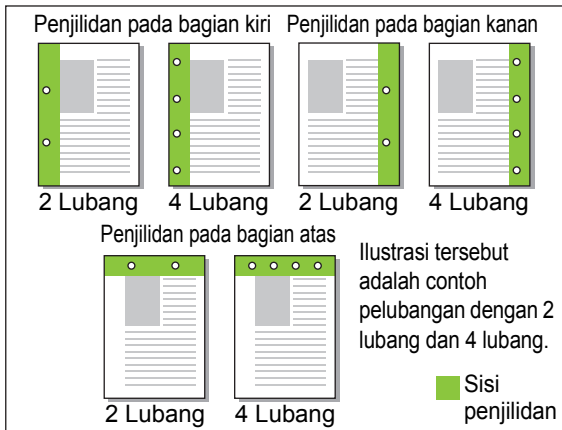 Penjilidan pada bagian kiri
Penjilidan pada bagian kanan
2 Lubang
4 Lubang
2 Lubang
4 Lubang
Penjilidan pada bagian atas
2 Lubang
4 Lubang
Ilustrasi tersebut
adalah contoh
pelubangan dengan 2
lubang dan 4 lubang.
Sisi
penjilidan